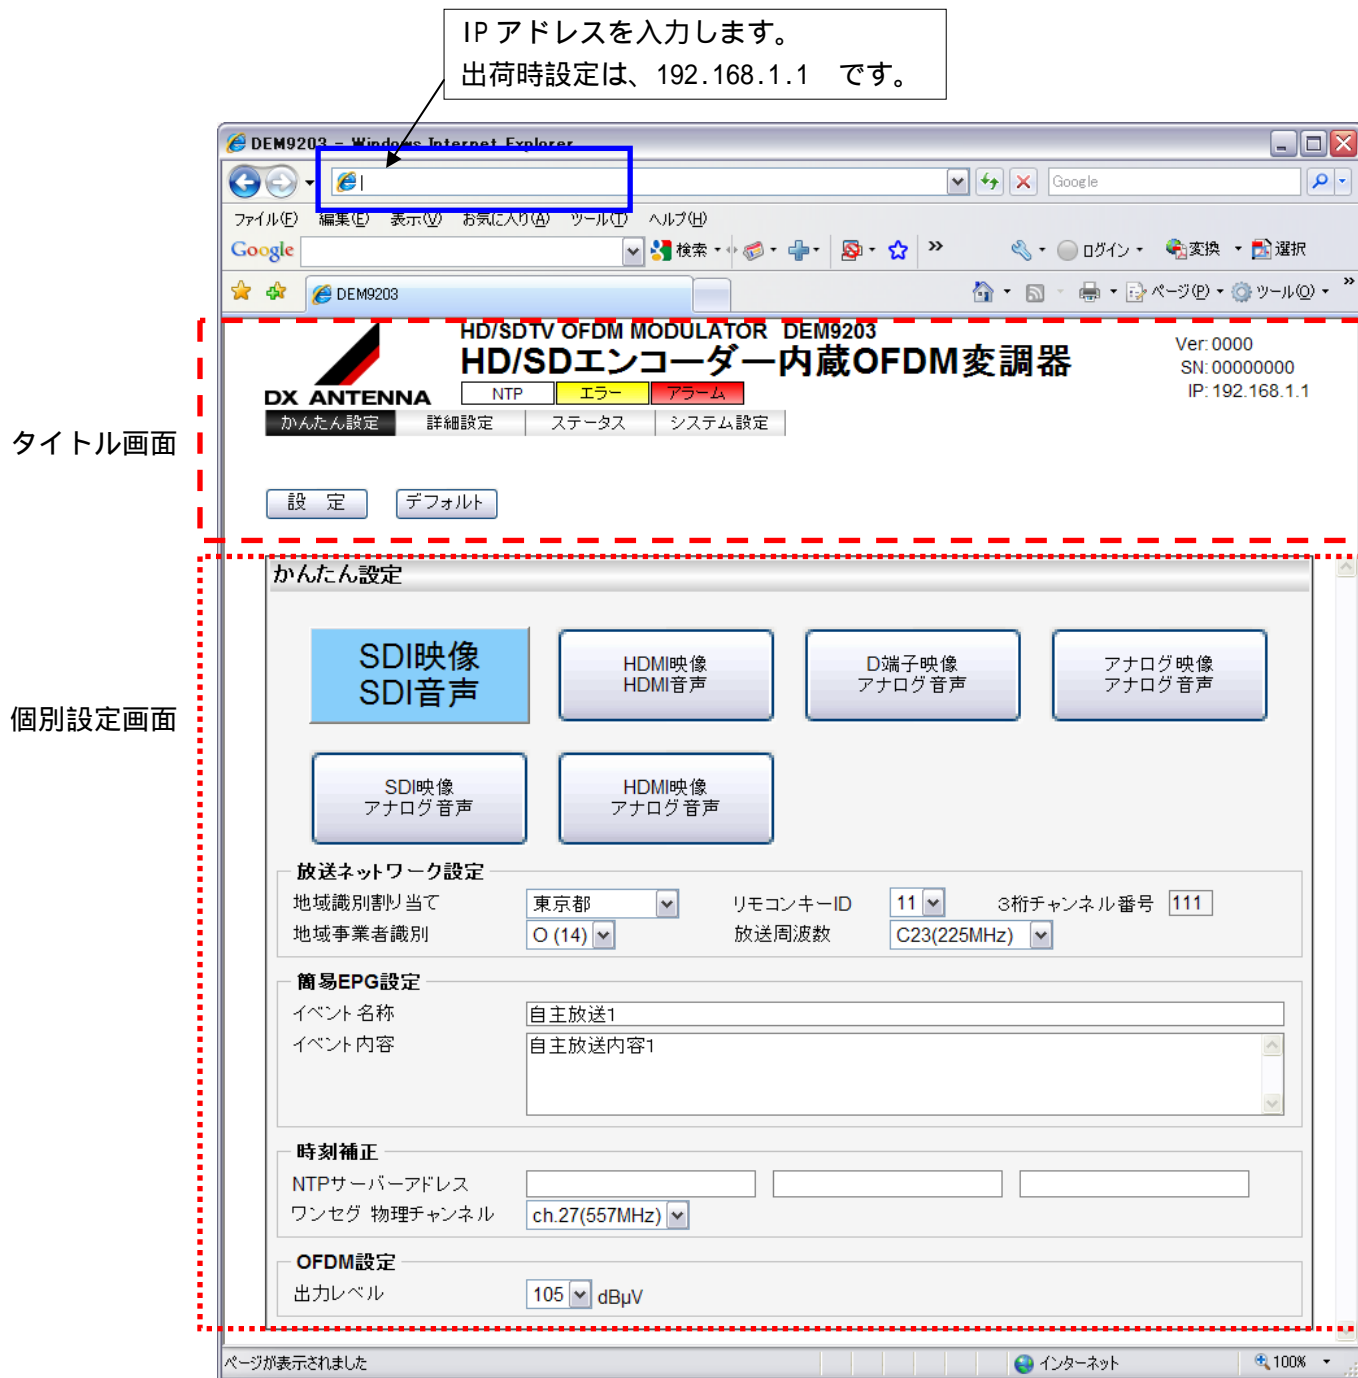 IPアドレスを入力します。
出荷時設定は、192.168.1.1 です。
DEM9203 - Windows Internet Explorer
Google
ファイル(F) 編集(E) 表示(V) お気に入り(A) ツール(T) ヘルプ(H)
Google 検索 ログイン 変換 選択
DEM9203 ページ(P) ツール(O)
HD/SDTV OFDM MODULATOR DEM9203
HD/SDエンコーダー内蔵OFDM変調器
Ver: 0000
SN: 00000000
IP: 192.168.1.1
DX ANTENNA
NTP エラー アラーム
かんたん設定 詳細設定 ステータス システム設定
タイトル画面
設 定 デフォルト
かんたん設定
SDI映像
SDI音声
HDMI映像
HDMI音声
D端子映像
アナログ音声
アナログ映像
アナログ音声
個別設定画面
SDI映像
アナログ音声
HDMI映像
アナログ音声
放送ネットワーク設定
地域識別割り当て 東京都 リモコンキーID 11 3桁チャンネル番号 111
地域事業者識別 O (14) 放送周波数 C23(225MHz)
簡易EPG設定
イベント名称 自主放送1
イベント内容 自主放送内容1
時刻補正
NTPサーバーアドレス
ワンセグ 物理チャンネル ch.27(557MHz)
OFDM設定
出力レベル 105 dBμV
ページが表示されました インターネット 100%